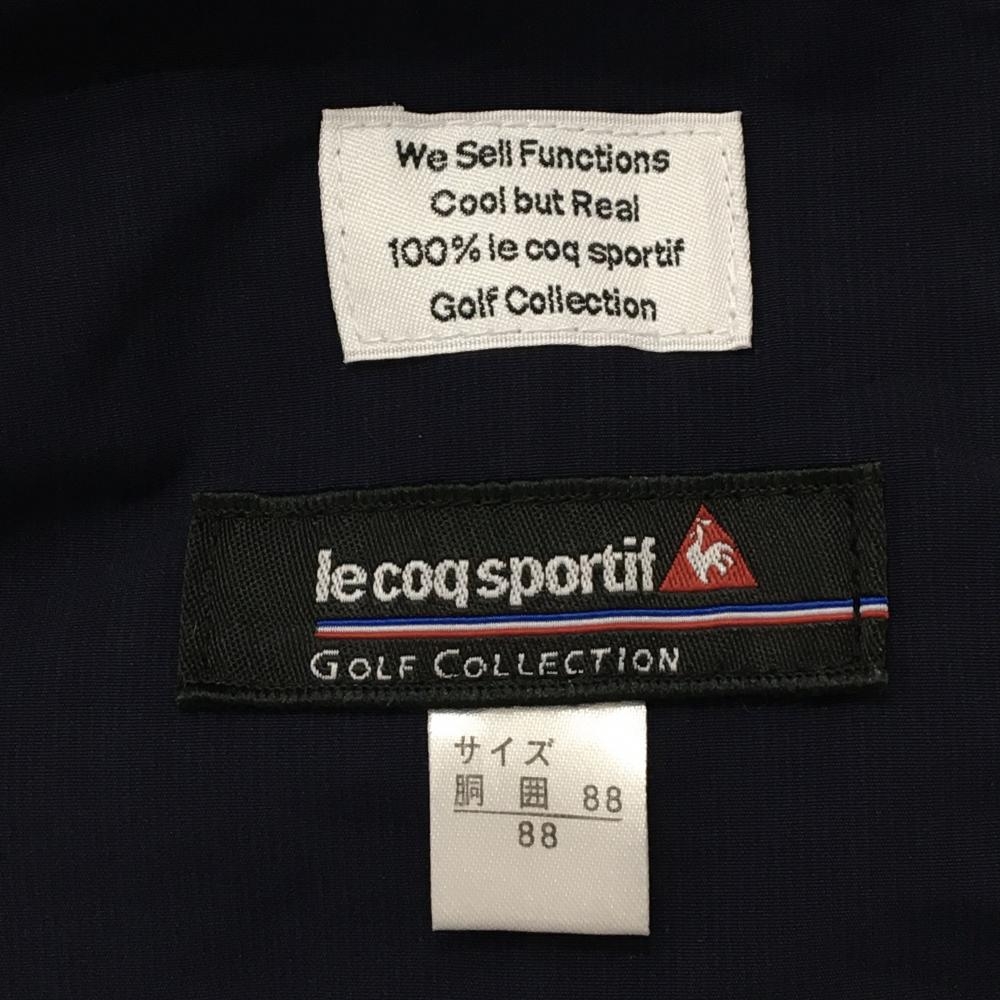 We Sell Functions
Cool but Real
100% le coq sportif
Golf Collection
le coq sportif
GOLF COLLECTION
サイズ
胴 囲 88
88